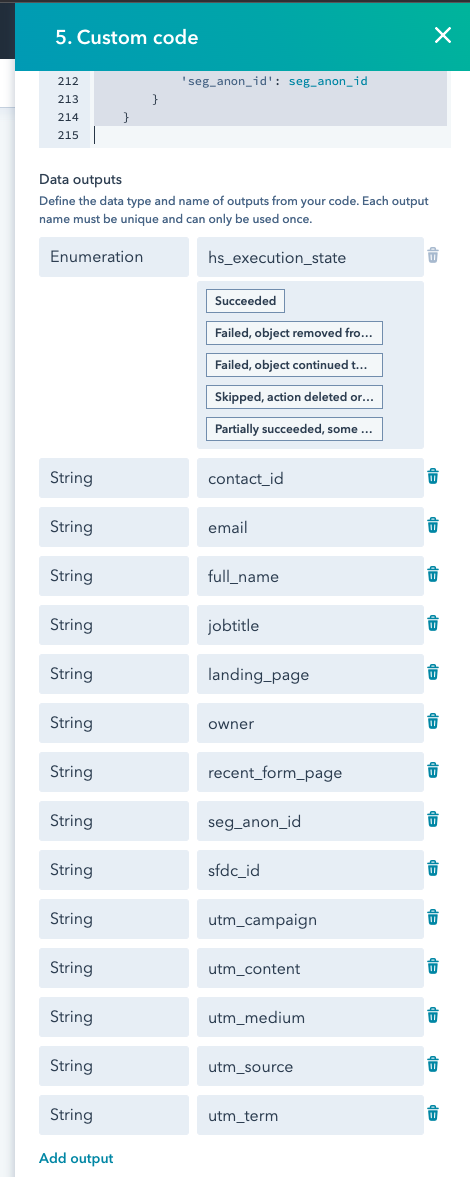 5. Custom code
212 'seg_anon_id': seg_anon_id
213 }
214 }
215
Data outputs
Define the data type and name of outputs from your code. Each output
name must be unique and can only be used once.
Enumeration hs_execution_state
Succeeded
Failed, object removed fro...
Failed, object continued t...
Skipped, action deleted or...
Partially succeeded, some ...
String contact_id
String email
String full_name
String jobtitle
String landing_page
String owner
String recent_form_page
String seg_anon_id
String sfdc_id
String utm_campaign
String utm_content
String utm_medium
String utm_source
String utm_term
Add output